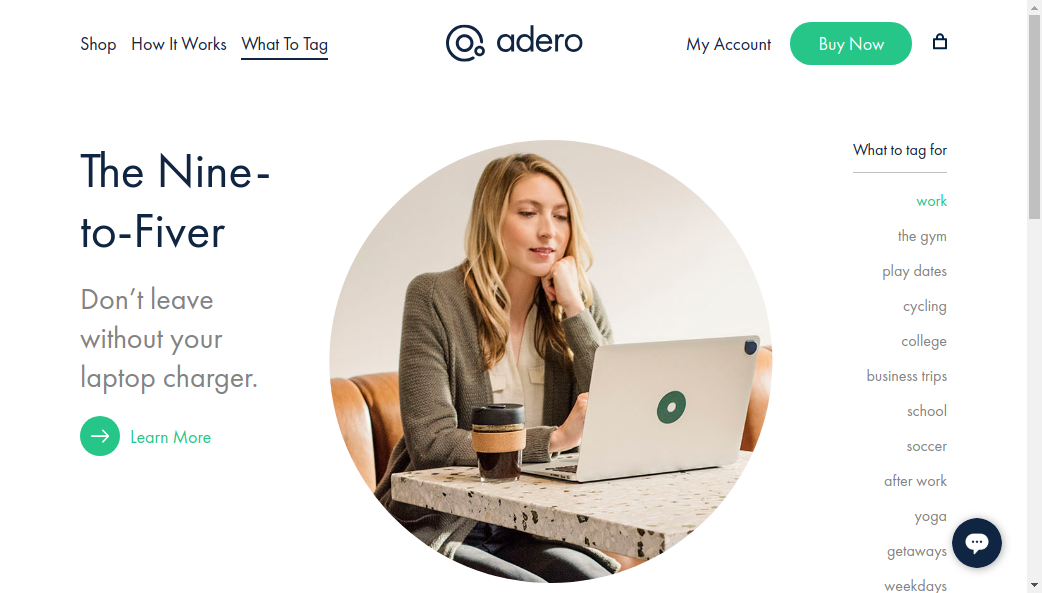 Shop How It Works What To Tag adero My Account Buy Now
The Nine-
to-Fiver
Don't leave
without your
laptop charger.
Learn More
What to tag for
work
the gym
play dates
cycling
college
business trips
school
soccer
after work
yoga
getaways
weekdays